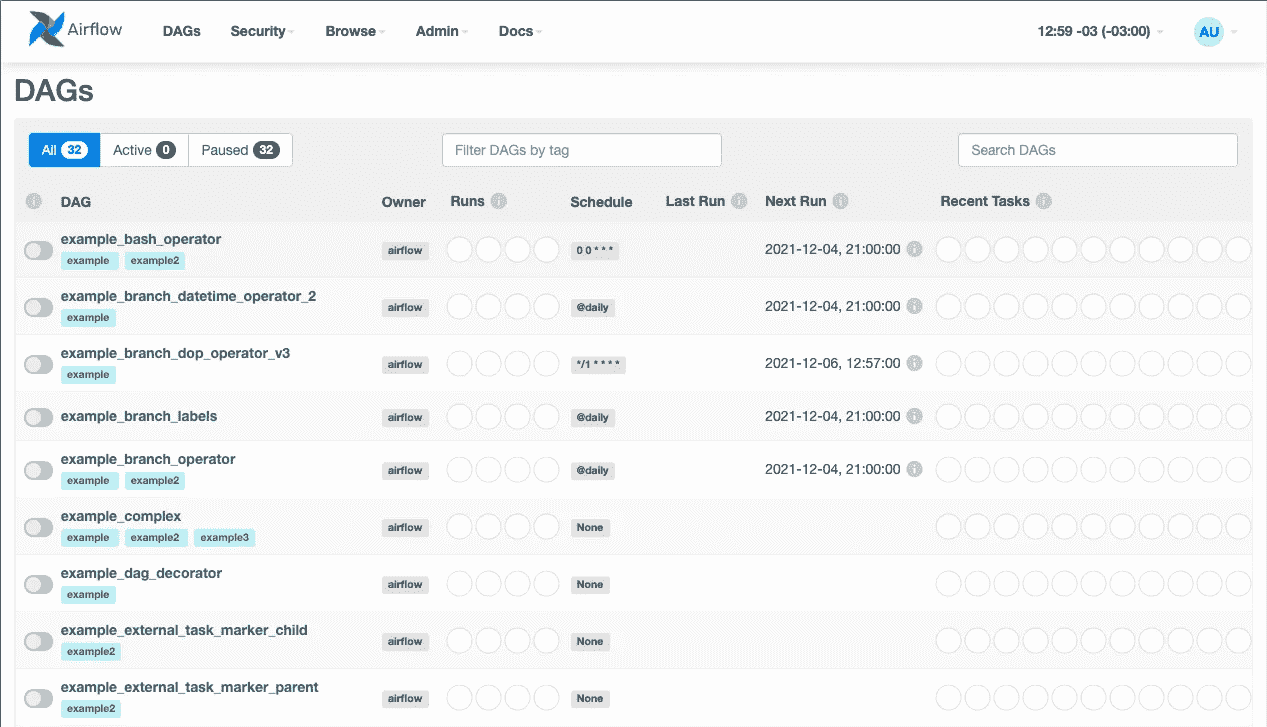 Airflow DAGs Security Browse Admin Docs 12:59 -03 (-03:00) AU
DAGs
All 32 Active 0 Paused 32 Filter DAGs by tag Search DAGs
i DAG Owner Runs i Schedule Last Run i Next Run i Recent Tasks i
example_bash_operator
airflow 0 0 * * * 2021-12-04, 21:00:00 i
example example2
example_branch_datetime_operator_2
airflow @daily 2021-12-04, 21:00:00 i
example
example_branch_dop_operator_v3
airflow */1 * * * * 2021-12-06, 12:57:00 i
example
example_branch_labels airflow @daily 2021-12-04, 21:00:00 i
example_branch_operator
airflow @daily 2021-12-04, 21:00:00 i
example example2
example_complex
airflow None
example example2 example3
example_dag_decorator
airflow None
example
example_external_task_marker_child
airflow None
example2
example_external_task_marker_parent
airflow None
example2